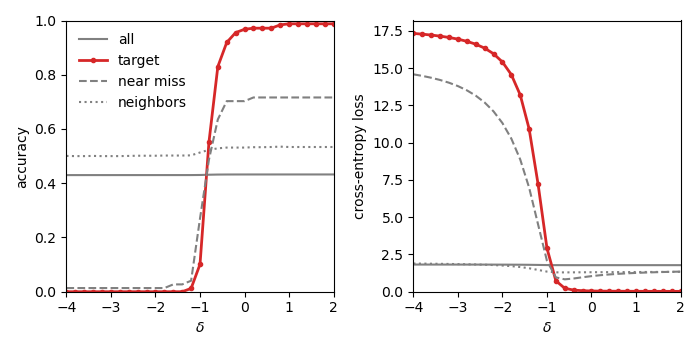 1.0
0.8
0.6
0.4
0.2
0.0
accuracy
all
target
near miss
neighbors
−4 −3 −2 −1 0 1 2
δ
17.5
15.0
12.5
10.0
7.5
5.0
2.5
0.0
cross-entropy loss
−4 −3 −2 −1 0 1 2
δ